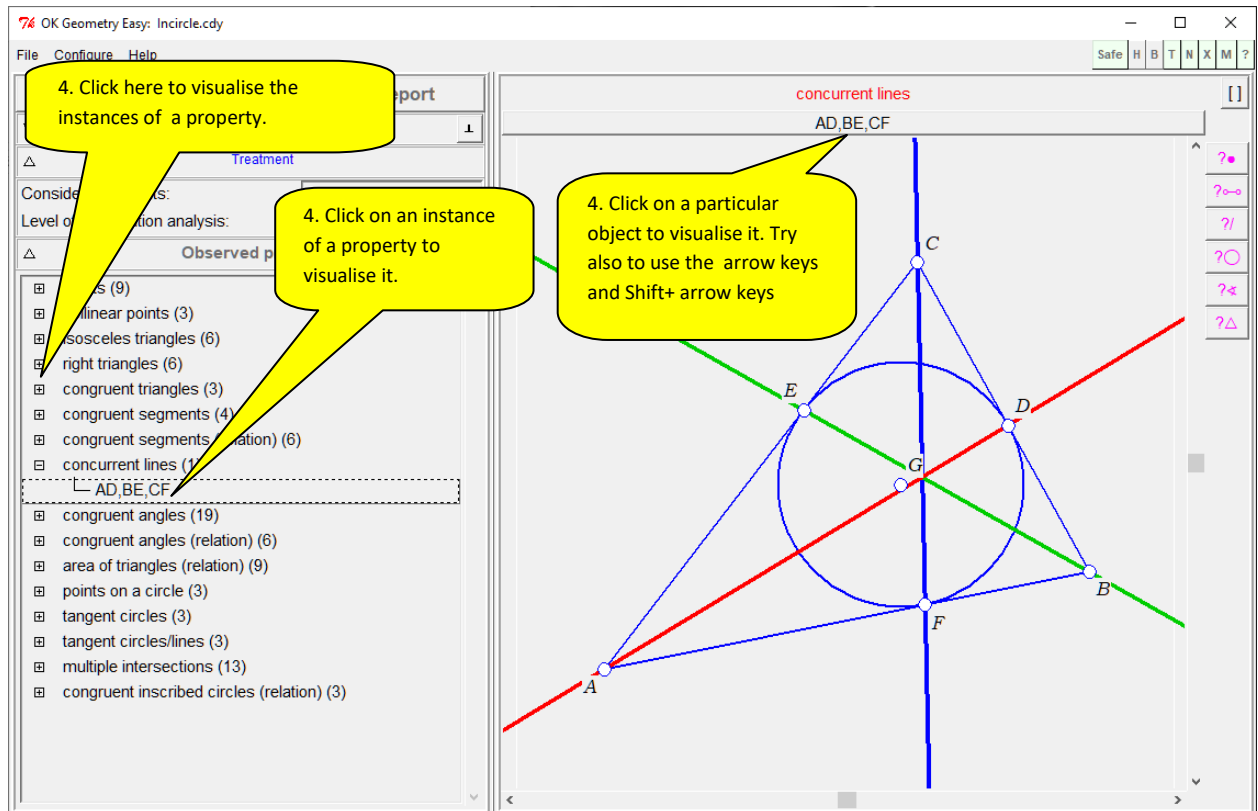 OK Geometry Easy: Incircle.cdy
File Configure Help
Safe H B T N X M ?
4. Click here to visualise the
instances of a property.
port
Treatment
ts:
Level o tion analysis:
Observed p
4. Click on an instance
of a property to
visualise it.
s (9)
linear points (3)
isosceles triangles (6)
right triangles (6)
congruent triangles (3)
congruent segments (4)
congruent segments ation) (6)
concurrent lines (1)
AD,BE,CF
congruent angles (19)
congruent angles (relation) (6)
area of triangles (relation) (9)
points on a circle (3)
tangent circles (3)
tangent circles/lines (3)
multiple intersections (13)
congruent inscribed circles (relation) (3)
concurrent lines
[ ]
AD,BE,CF
4. Click on a particular
object to visualise it. Try
also to use the arrow keys
and Shift+ arrow keys
C
E
D
G
B
F
A
?
?
?/
?
?
?